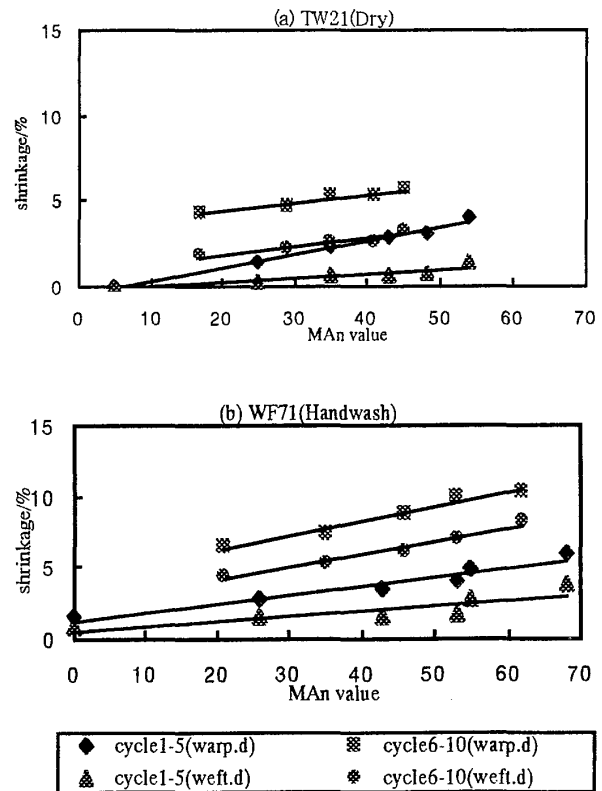 (a) TW21(Dry)
15
10
5
0
shrinkage/%
0 10 20 30 40 50 60 70
MAn value
(b) WF71(Handwash)
15
10
5
0
shrinkage/%
0 10 20 30 40 50 60 70
MAn value
cycle1-5(warp.d) cycle6-10(warp.d)
cycle1-5(weft.d) cycle6-10(weft.d)